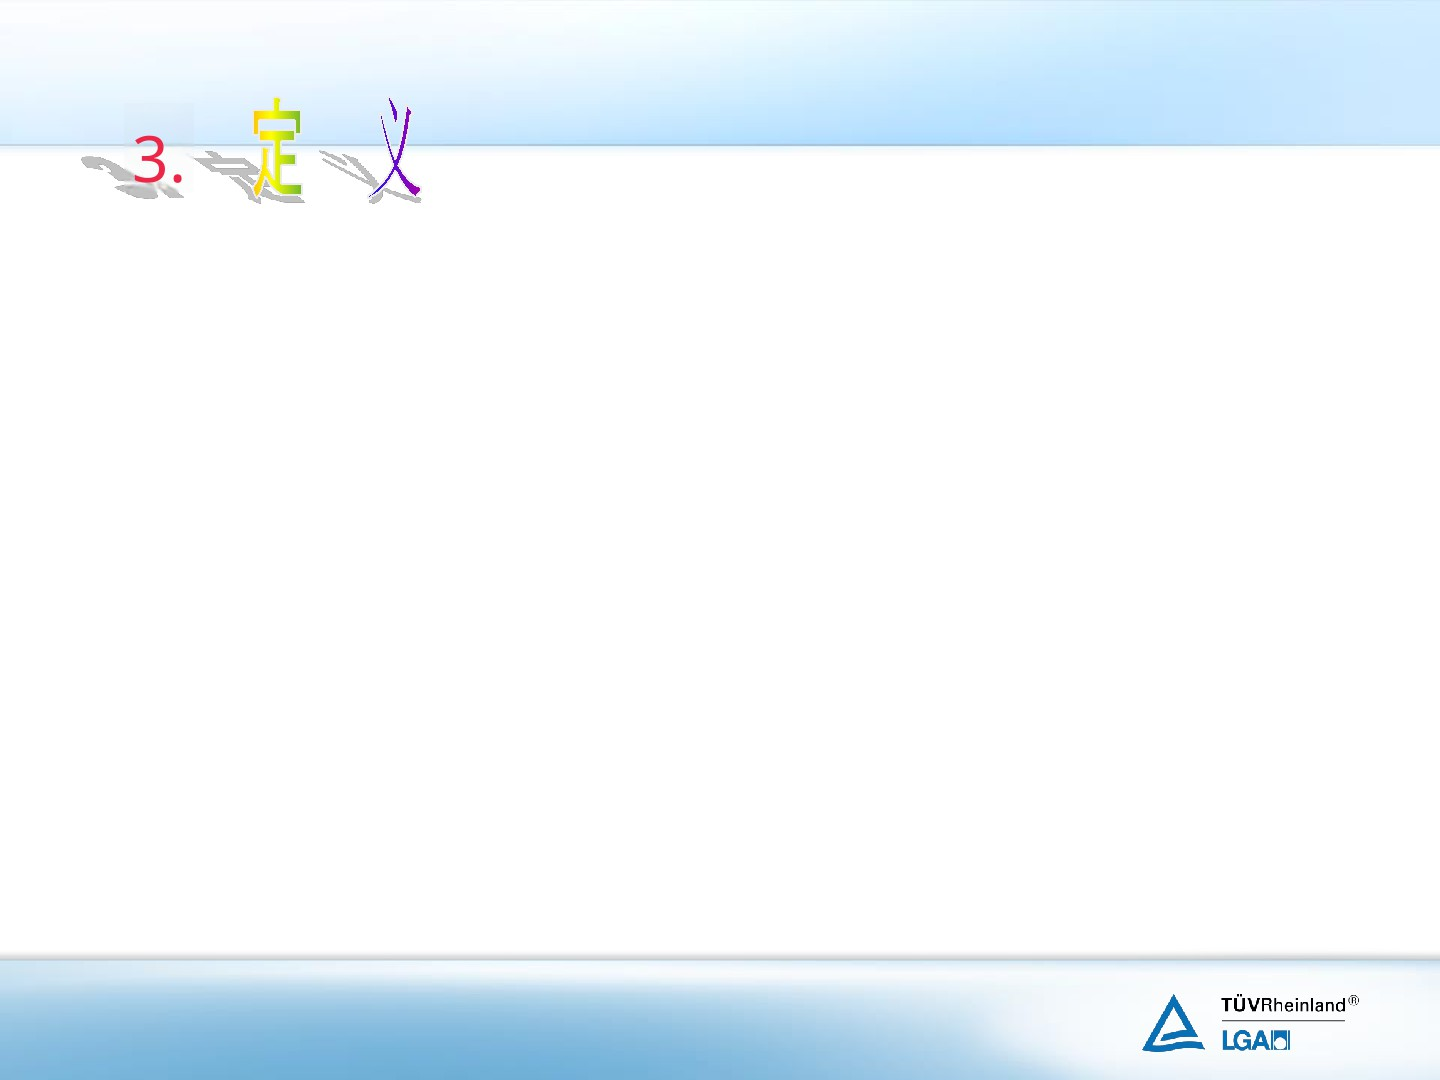 3. 定 义
TÜVRheinland®
LGA